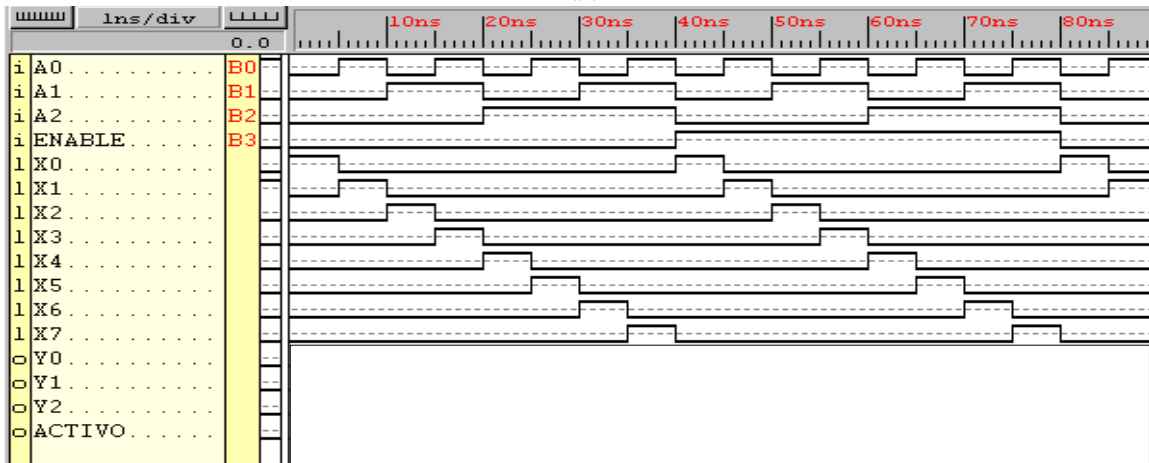 1ns/div 10ns 20ns 30ns 40ns 50ns 60ns 70ns 80ns
0.0
i A0.......... B0
i A1.......... B1
i A2.......... B2
i ENABLE...... B3
l X0..........
l X1..........
l X2..........
l X3..........
l X4..........
l X5..........
l X6..........
l X7..........
o Y0..........
o Y1..........
o Y2..........
o ACTIVO......